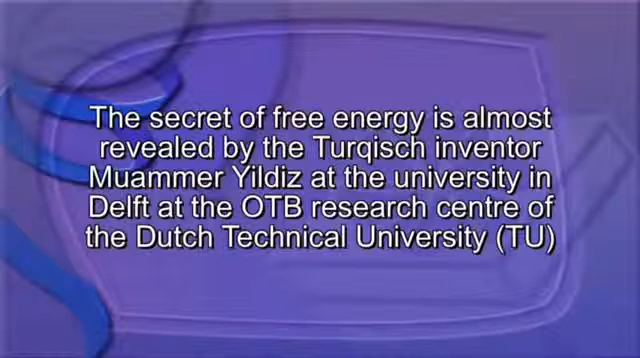 The secret of free energy is almost
revealed by the Turqisch inventor
Muammer Yildiz at the university in
Delft at the OTB research centre of
the Dutch Technical University (TU)